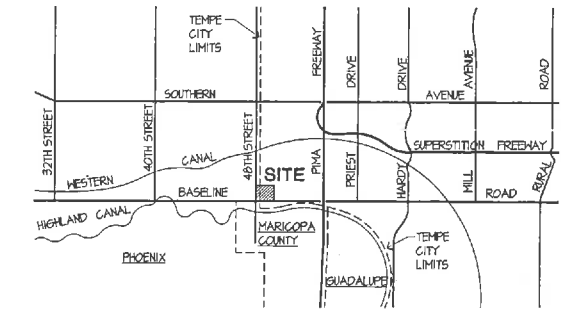 TEMPE
CITY
LIMITS
FREEWAY
DRIVE
DRIVE
AVENUE
ROAD
SOUTHERN
AVENUE
32TH STREET
40TH STREET
48TH STREET
SUPERSTITION FREEWAY
WESTERN
CANAL
SITE
PIMA
PRIEST
HARDY
MILL
RURAL
BASELINE
ROAD
HIGHLAND CANAL
MARICOPA
COUNTY
PHOENIX
TEMPE
CITY
LIMITS
GUADALUPE